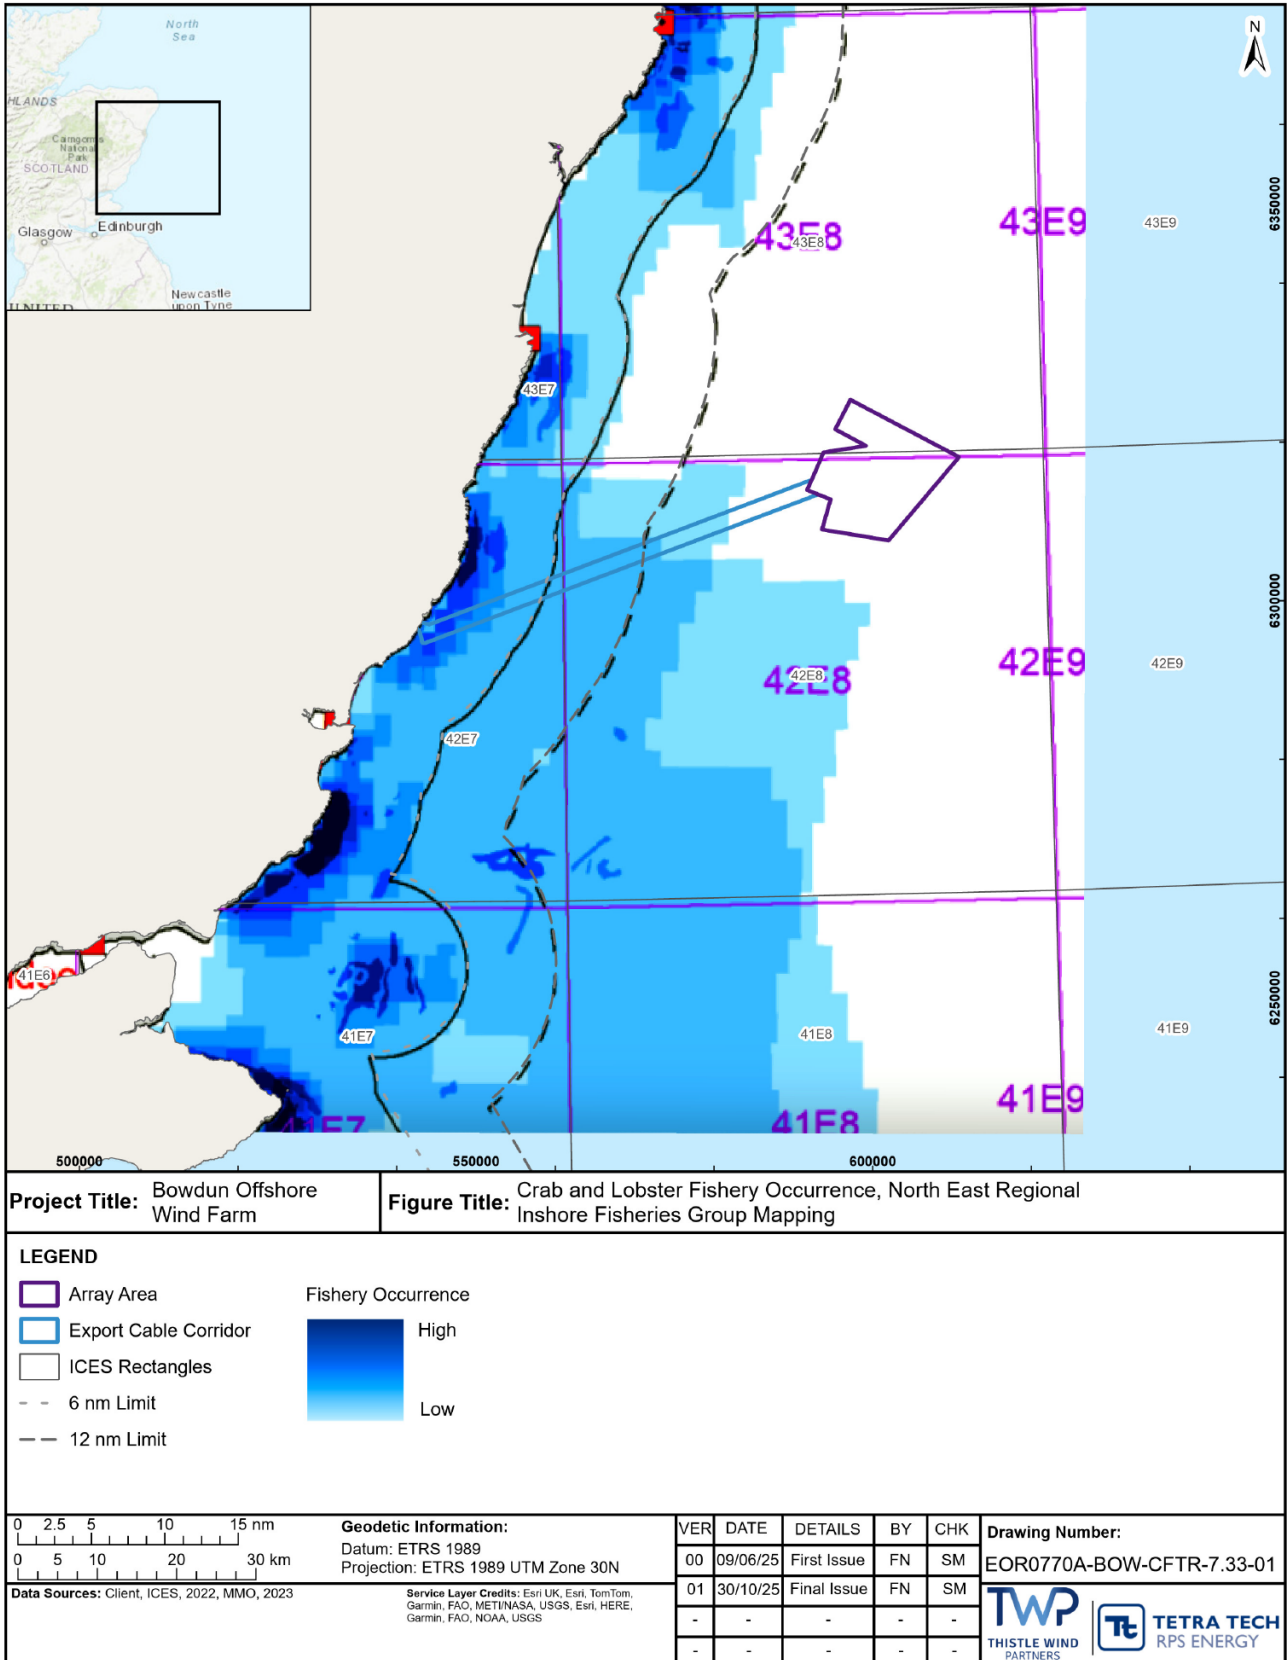 North
Sea
HLANDS
Cairngorms
National
Park
SCOTLAND
Glasgow
Edinburgh
Newcastle
upon Tyne
UNITED
N
43E8
43E8
43E9
43E9
43E7
6350000
6300000
42E8
42E8
42E9
42E9
42E7
41E6
41E7
41E8
41E9
6250000
41E7
41E8
41E9
500000
550000
600000
Project Title: Bowdun Offshore
Wind Farm
Figure Title: Crab and Lobster Fishery Occurrence, North East Regional
Inshore Fisheries Group Mapping
LEGEND
Array Area
Export Cable Corridor
ICES Rectangles
6 nm Limit
12 nm Limit
Fishery Occurrence
High
Low
0 2.5 5 10 15 nm
0 5 10 20 30 km
Geodetic Information:
Datum: ETRS 1989
Projection: ETRS 1989 UTM Zone 30N
Data Sources: Client, ICES, 2022, MMO, 2023
Service Layer Credits: Esri UK, Esri, TomTom,
Garmin, FAO, METI/NASA, USGS, Esri, HERE,
Garmin, FAO, NOAA, USGS
VER DATE DETAILS BY CHK
00 09/06/25 First Issue FN SM
01 30/10/25 Final Issue FN SM
- - - - -
- - - - -
Drawing Number:
EOR0770A-BOW-CFTR-7.33-01
TWP
THISTLE WIND
PARTNERS
Tt
TETRA TECH
RPS ENERGY